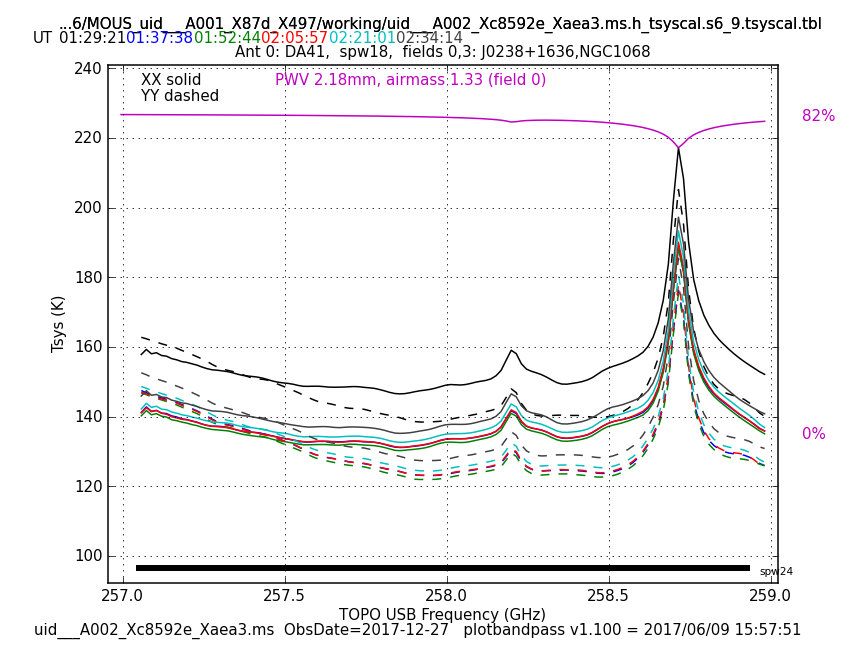 ...6/MOUS_uid___A001_X87d_X497/working/uid___A002_Xc8592e_Xaea3.ms.h_tsyscal.s6_9.tsyscal.tbl
UT 01:29:21 01:37:38 01:52:44 02:05:57 02:21:01 02:34:14
Ant 0: DA41, spw18, fields 0,3: J0238+1636,NGC1068
XX solid
PWV 2.18mm, airmass 1.33 (field 0)
YY dashed
82%
0%
240
220
200
180
160
140
120
100
Tsys (K)
spw24
257.0 257.5 258.0 258.5 259.0
TOPO USB Frequency (GHz)
uid___A002_Xc8592e_Xaea3.ms ObsDate=2017-12-27 plotbandpass v1.100 = 2017/06/09 15:57:51